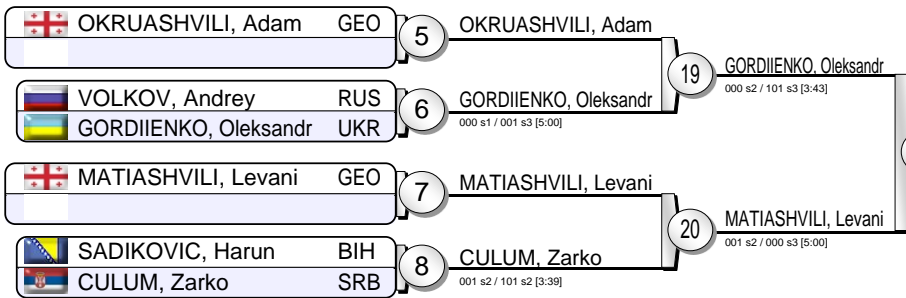 OKRUASHVILI, Adam GEO
5
OKRUASHVILI, Adam
VOLKOV, Andrey RUS
GORDIIENKO, Oleksandr UKR
6
GORDIIENKO, Oleksandr
000 s1 / 001 s3 [5:00]
19
GORDIIENKO, Oleksandr
000 s2 / 101 s3 [3:43]
MATIASHVILI, Levani GEO
7
MATIASHVILI, Levani
SADIKOVIC, Harun BIH
CULUM, Zarko SRB
8
CULUM, Zarko
001 s2 / 101 s2 [3:39]
20
MATIASHVILI, Levani
001 s2 / 000 s3 [5:00]